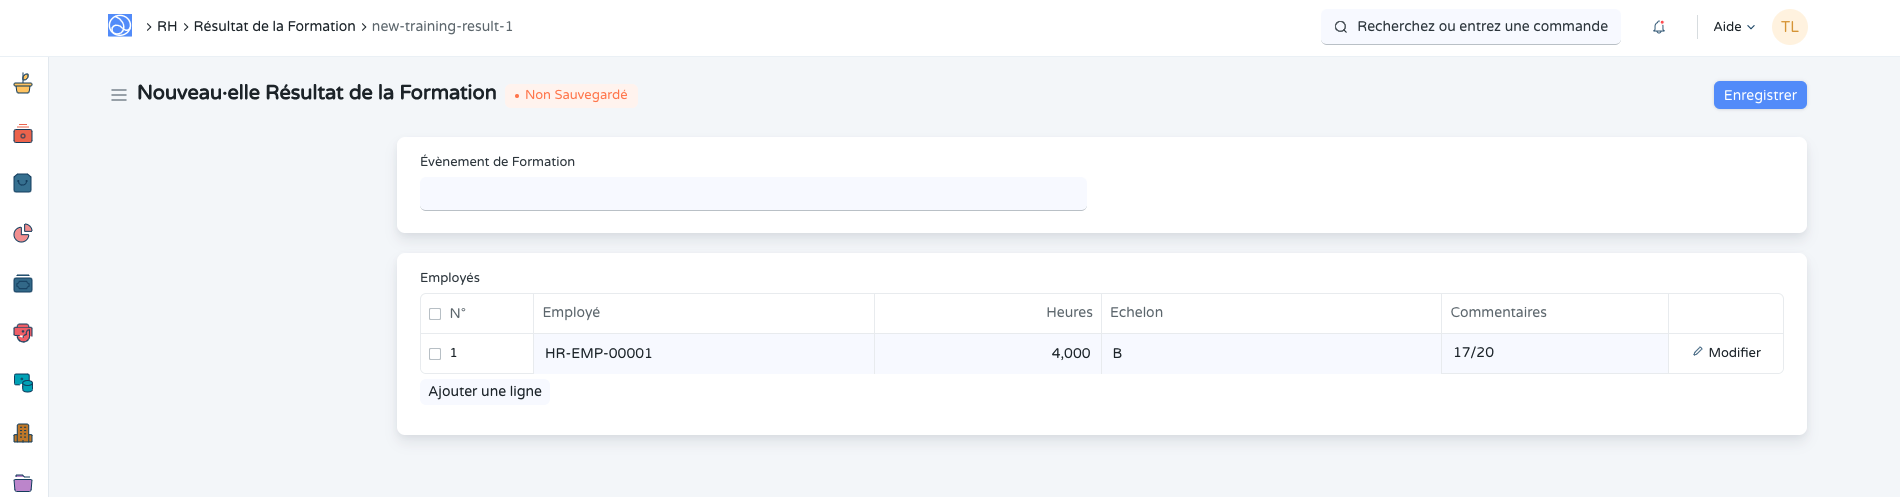 RH > Résultat de la Formation > new-training-result-1
Recherchez ou entrez une commande
Aide
TL
Nouveau·elle Résultat de la Formation
• Non Sauvegardé
Enregistrer
Évènement de Formation
Employés
N° Employé Heures Echelon Commentaires
1 HR-EMP-00001 4,000 B 17/20 Modifier
Ajouter une ligne